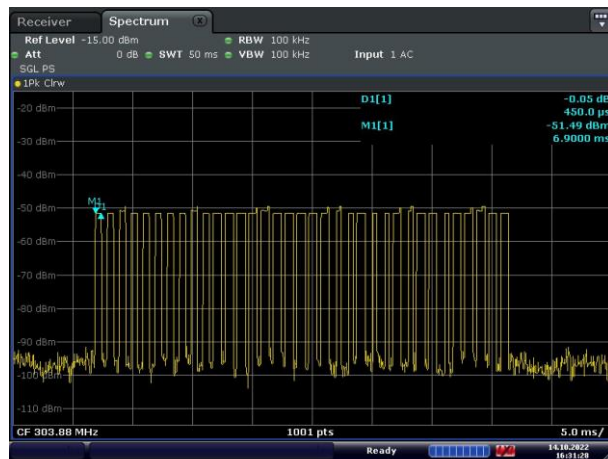 Receiver Spectrum X
Ref Level -15.00 dBm RBW 100 kHz
Att 0 dB SWT 50 ms VBW 100 kHz Input 1 AC
SGL PS
1Pk Clrw
D1[1] -0.05 dB
450.0 µs
M1[1] -51.49 dBm
6.9000 ms
-20 dBm
-30 dBm
-40 dBm
M1
-50 dBm
-60 dBm
-70 dBm
-80 dBm
-90 dBm
-100 dBm
-110 dBm
CF 303.88 MHz 1001 pts 5.0 ms/
Ready 14.10.2022
16:31:20